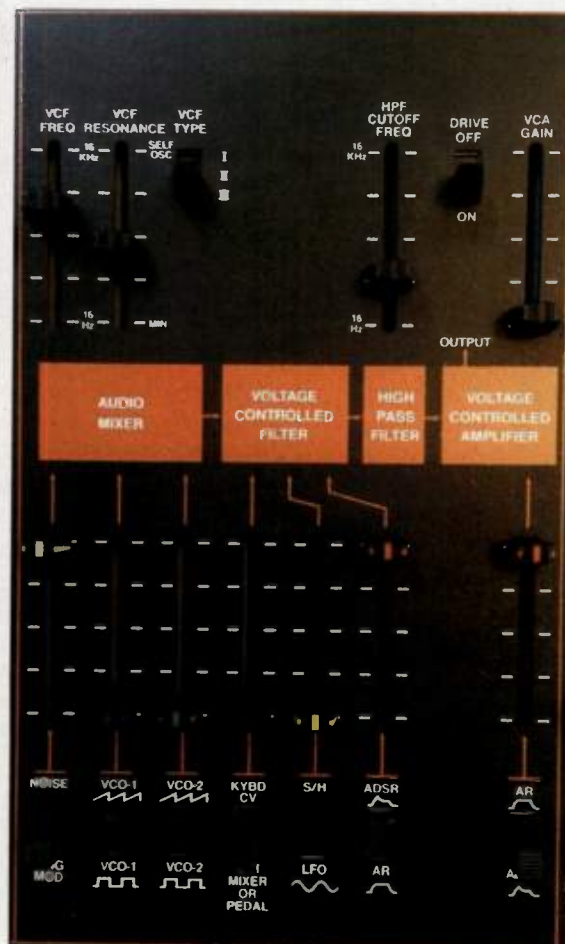 VCF
FREQ
VCF
RESONANCE
VCF
TYPE
HPF
CUTOFF
FREQ
DRIVE
OFF
VCA
GAIN
16
KHz
SELF
OSC
I
II
III
16
KHz
ON
16
Hz
MIN
16
Hz
OUTPUT
AUDIO
MIXER
VOLTAGE
CONTROLLED
FILTER
HIGH
PASS
FILTER
VOLTAGE
CONTROLLED
AMPLIFIER
NOISE
VCO-1
VCO-2
KYBD
CV
S/H
ADSR
AR
MOD
VCO-1
VCO-2
MIXER
OR
PEDAL
LFO
AR